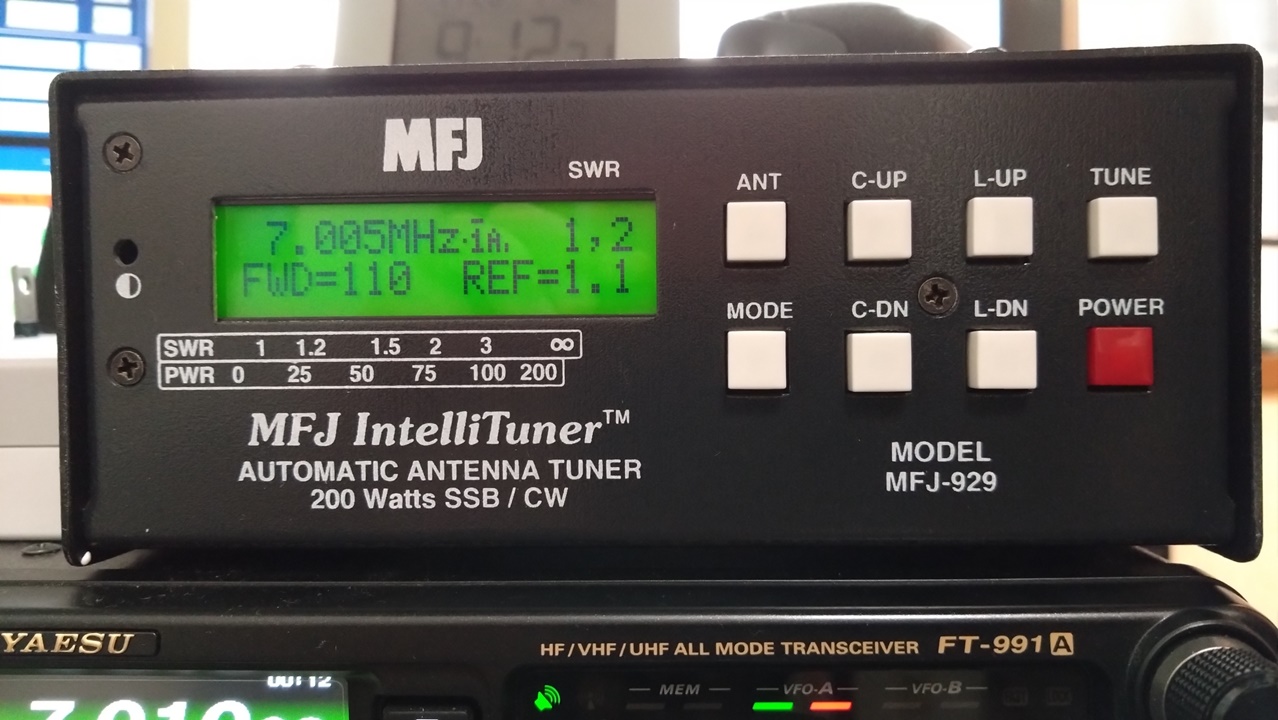 MFJ
SWR
7.005MHz 1,2
FWD=110 REF=1.1
SWR 1 1.2 1.5 2 3 ∞
PWR 0 25 50 75 100 200
MFJ IntelliTuner™
AUTOMATIC ANTENNA TUNER
200 Watts SSB / CW
ANT C-UP L-UP TUNE
MODE C-DN L-DN POWER
MODEL
MFJ-929
YAESU
HF/VHF/UHF ALL MODE TRANSCEIVER FT-991A
MEM VFO-A VFO-B